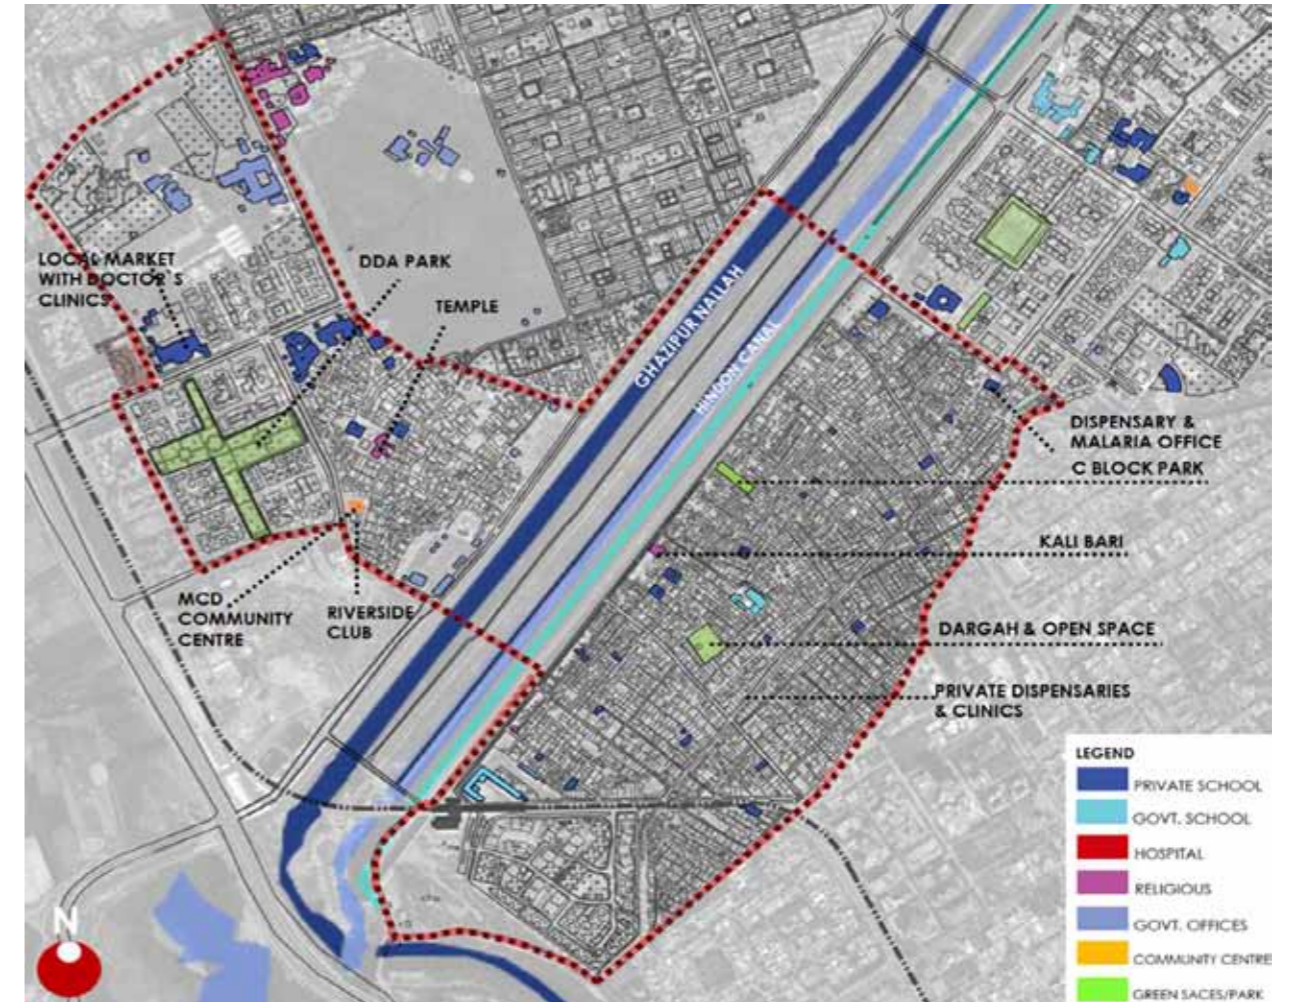 LOCAL MARKET
WITH DOCTOR`S
CLINICS
DDA PARK
TEMPLE
GHAZIPUR NALLAH
HINDON CANAL
DISPENSARY &
MALARIA OFFICE
C BLOCK PARK
KALI BARI
DARGAH & OPEN SPACE
PRIVATE DISPENSARIES
& CLINICS
MCD
COMMUNITY
CENTRE
RIVERSIDE
CLUB
LEGEND
PRIVATE SCHOOL
GOVT. SCHOOL
HOSPITAL
RELIGIOUS
GOVT. OFFICES
COMMUNITY CENTRE
GREEN SACES/PARK
N